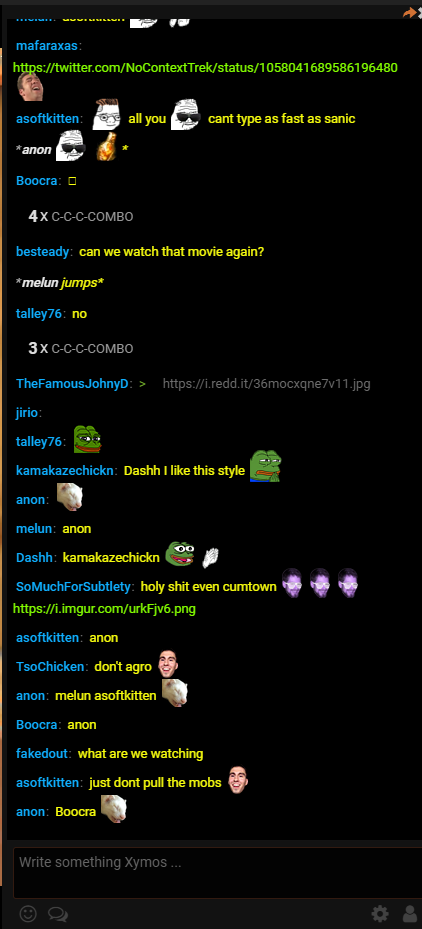 melun: asoftkitten
mafaraxas:
https://twitter.com/NoContextTrek/status/1058041689586196480
asoftkitten: all you cant type as fast as sanic
*anon *
Boocra: □
4 X C-C-C-COMBO
besteady: can we watch that movie again?
*melun jumps*
talley76: no
3 X C-C-C-COMBO
TheFamousJohnyD: > https://i.redd.it/36mocxqne7v11.jpg
jirio:
talley76:
kamakazechickn: Dashh I like this style
anon:
melun: anon
Dashh: kamakazechickn
SoMuchForSubtlety: holy shit even cumtown
https://i.imgur.com/urkFjv6.png
asoftkitten: anon
TsoChicken: don't agro
anon: melun asoftkitten
Boocra: anon
fakedout: what are we watching
asoftkitten: just dont pull the mobs
anon: Boocra
Write something Xymos ...